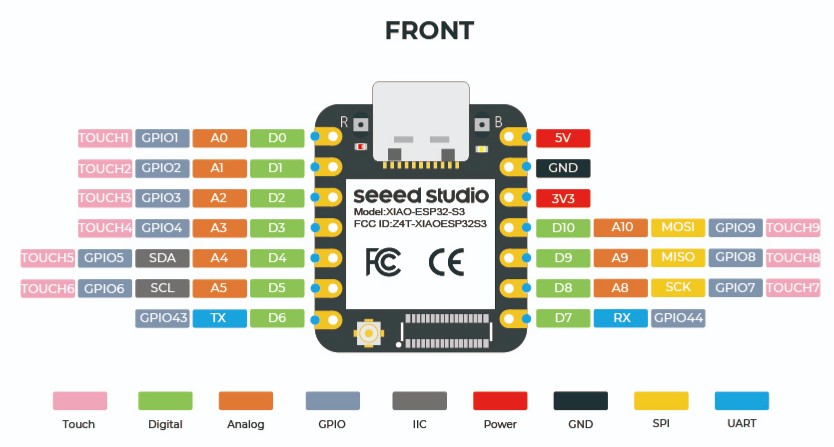 FRONT
R B
TOUCH1 GPIO1 A0 D0 5V
TOUCH2 GPIO2 A1 D1 GND
TOUCH3 GPIO3 A2 D2 3V3
TOUCH4 GPIO4 A3 D3 D10 A10 MOSI GPIO9 TOUCH9
TOUCH5 GPIO5 SDA A4 D4 D9 A9 MISO GPIO8 TOUCH8
TOUCH6 GPIO6 SCL A5 D5 D8 A8 SCK GPIO7 TOUCH7
GPIO43 TX D6 D7 RX GPIO44
seeed studio
Model:XIAO-ESP32-S3
FCC ID:Z4T-XIAOESP32S3
FC CE
Touch Digital Analog GPIO IIC Power GND SPI UART